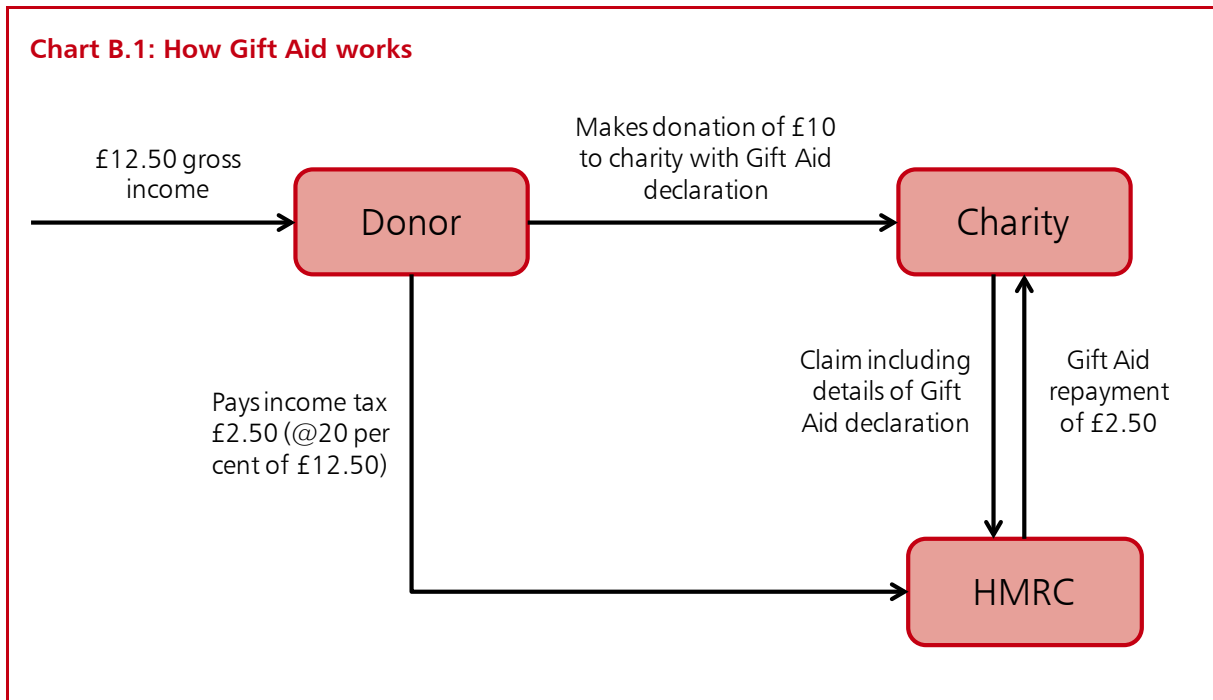 Chart B.1: How Gift Aid works
£12.50 gross
income
Donor
Makes donation of £10
to charity with Gift Aid
declaration
Charity
Pays income tax
£2.50 (@20 per
cent of £12.50)
Claim including
details of Gift
Aid declaration
Gift Aid
repayment
of £2.50
HMRC